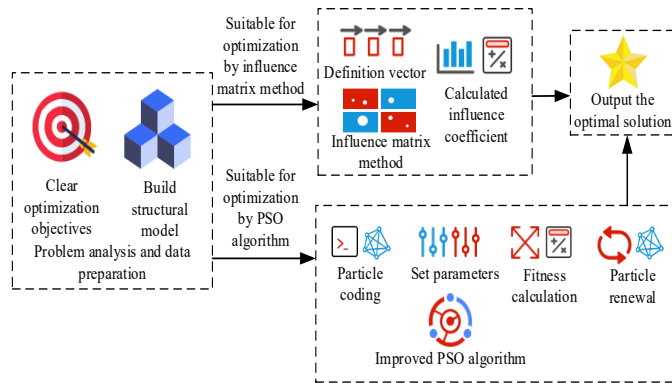 Clear
optimization
objectives
Build
structural
model
Problem analysis and data
preparation
Suitable for
optimization
by influence
matrix method
Suitable for
optimization
by PSO
algorithm
Definition vector
Influence matrix
method
Calculated
influence
coefficient
Output the
optimal solution
Particle
coding
Set parameters
Fitness
calculation
Particle
renewal
Improved PSO algorithm